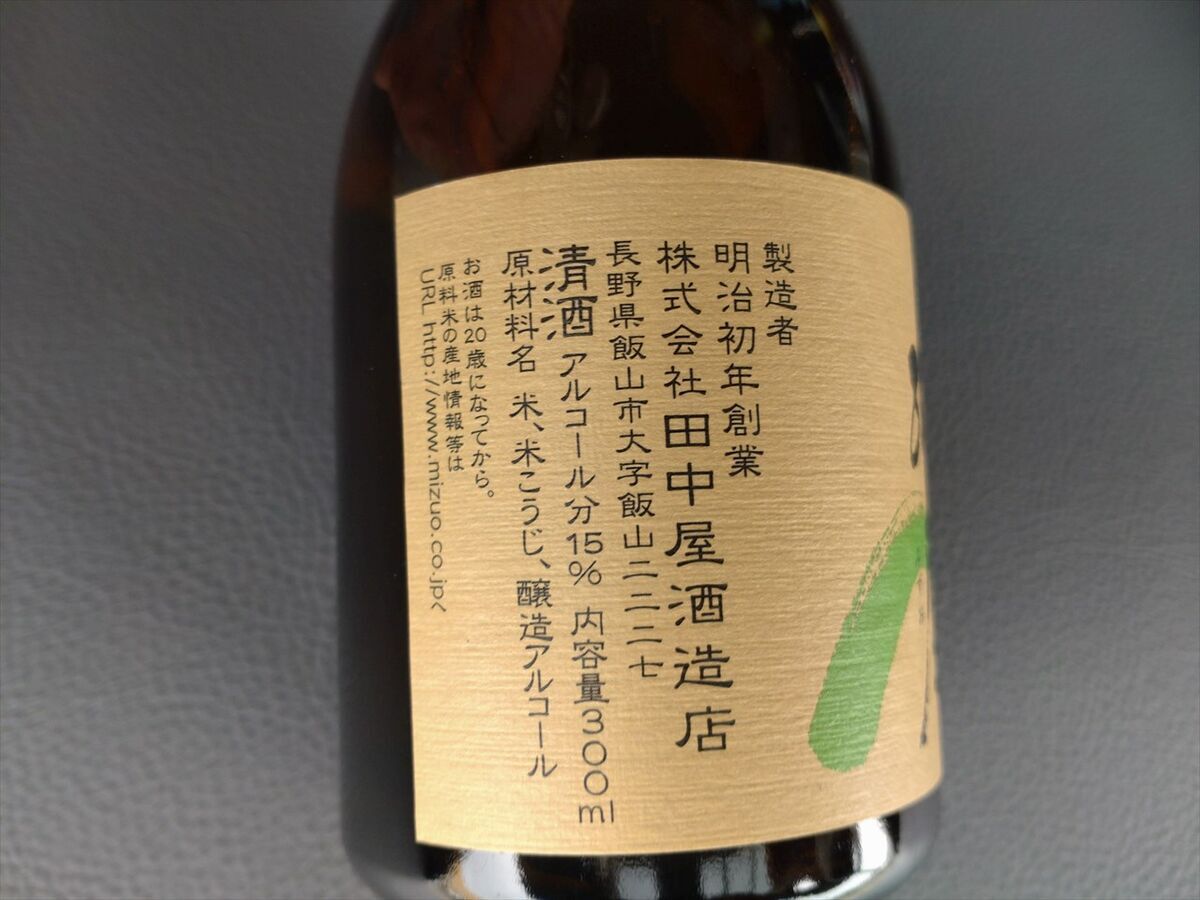 製造者
明治初年創業
株式会社田中屋酒造店
長野県飯山市大字飯山二二二七
清酒 アルコール分15% 内容量300ml
原材料名 米、米こうじ、醸造アルコール
お酒は20歳になってから。
原料米の産地情報等は
URL http://www.mizuo.co.jpく